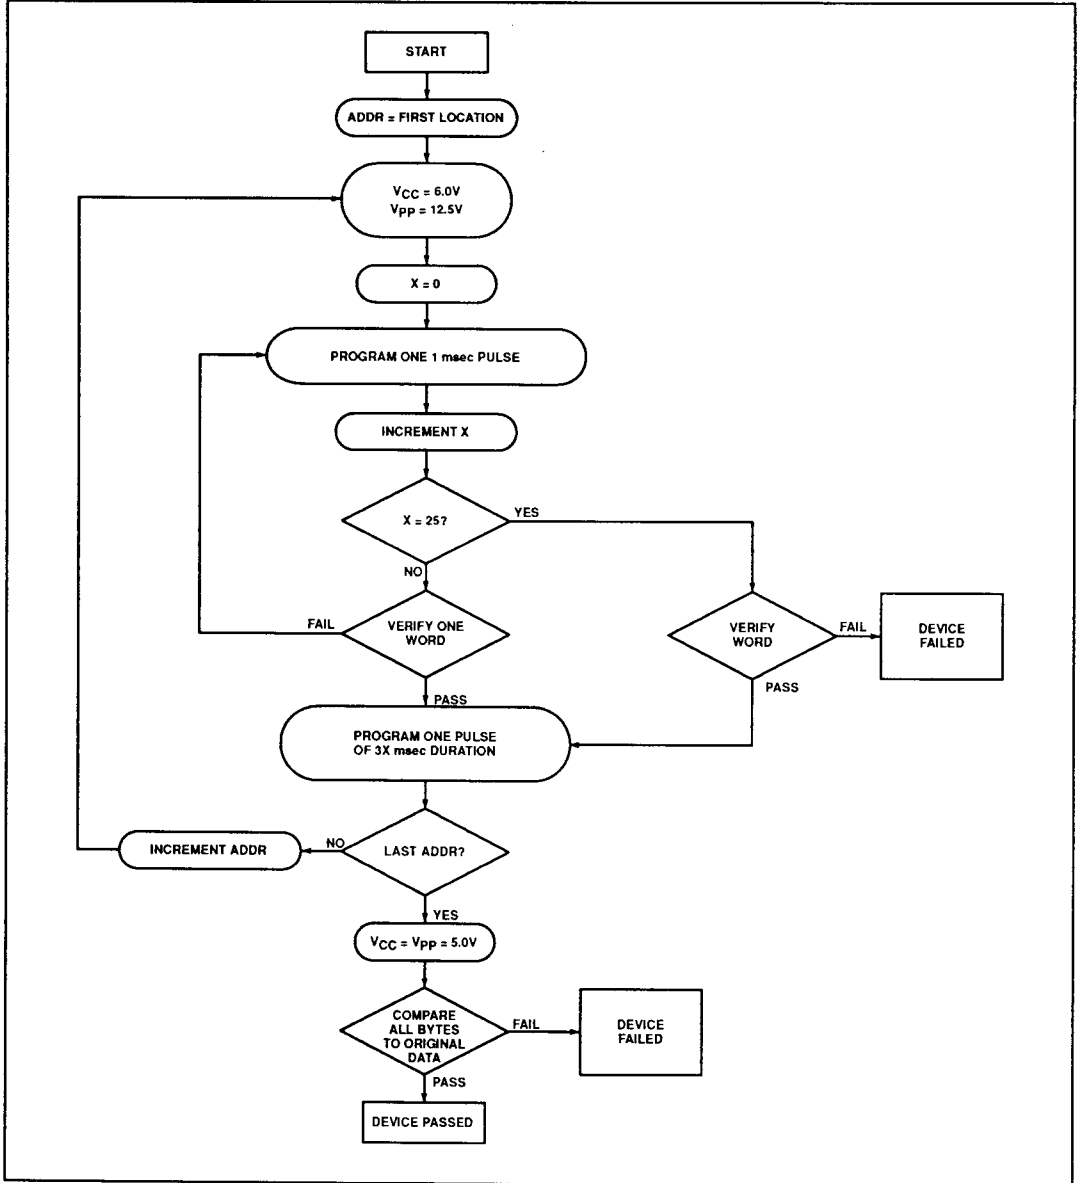 START
ADDR = FIRST LOCATION
VCC = 6.0V
VPP = 12.5V
X = 0
PROGRAM ONE 1 msec PULSE
INCREMENT X
X = 25?
YES
NO
VERIFY ONE
WORD
FAIL
PASS
VERIFY
WORD
FAIL
PASS
DEVICE
FAILED
PROGRAM ONE PULSE
OF 3X msec DURATION
LAST ADDR?
NO
INCREMENT ADDR
YES
VCC = VPP = 5.0V
COMPARE
ALL BYTES
TO ORIGINAL
DATA
FAIL
DEVICE
FAILED
PASS
DEVICE PASSED